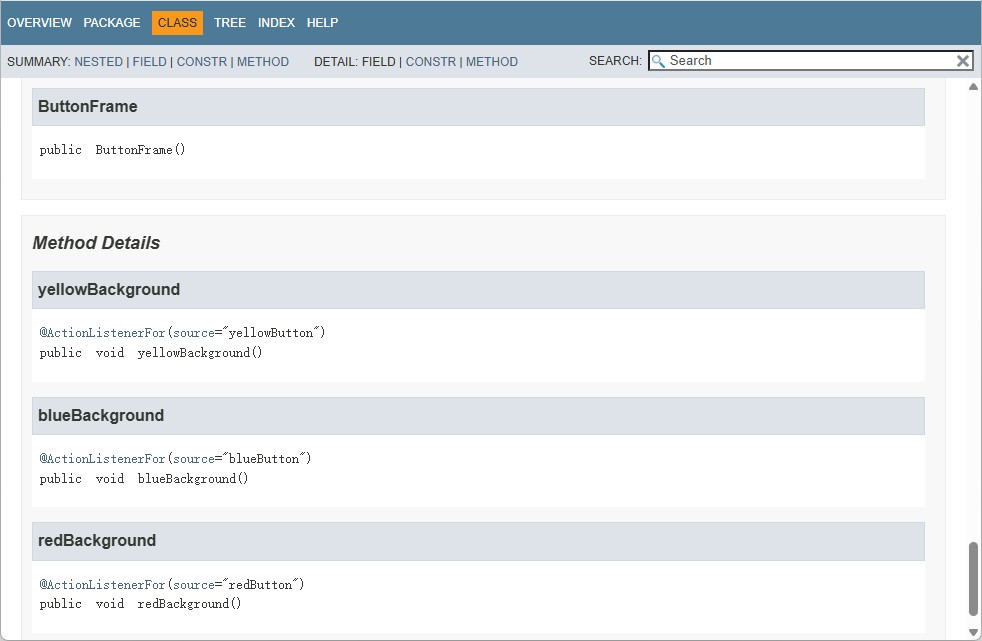 OVERVIEW PACKAGE CLASS TREE INDEX HELP
SUMMARY: NESTED | FIELD | CONSTR | METHOD DETAIL: FIELD | CONSTR | METHOD SEARCH: Search
ButtonFrame
public ButtonFrame()
Method Details
yellowBackground
@ActionListenerFor(source="yellowButton")
public void yellowBackground()
blueBackground
@ActionListenerFor(source="blueButton")
public void blueBackground()
redBackground
@ActionListenerFor(source="redButton")
public void redBackground()